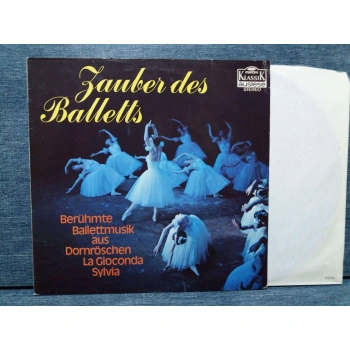 Zauber des
Balletts
KLASSIK
STEREO
Berühmte
Ballettmusik
aus
Dornröschen
La Gioconda
Sylvia